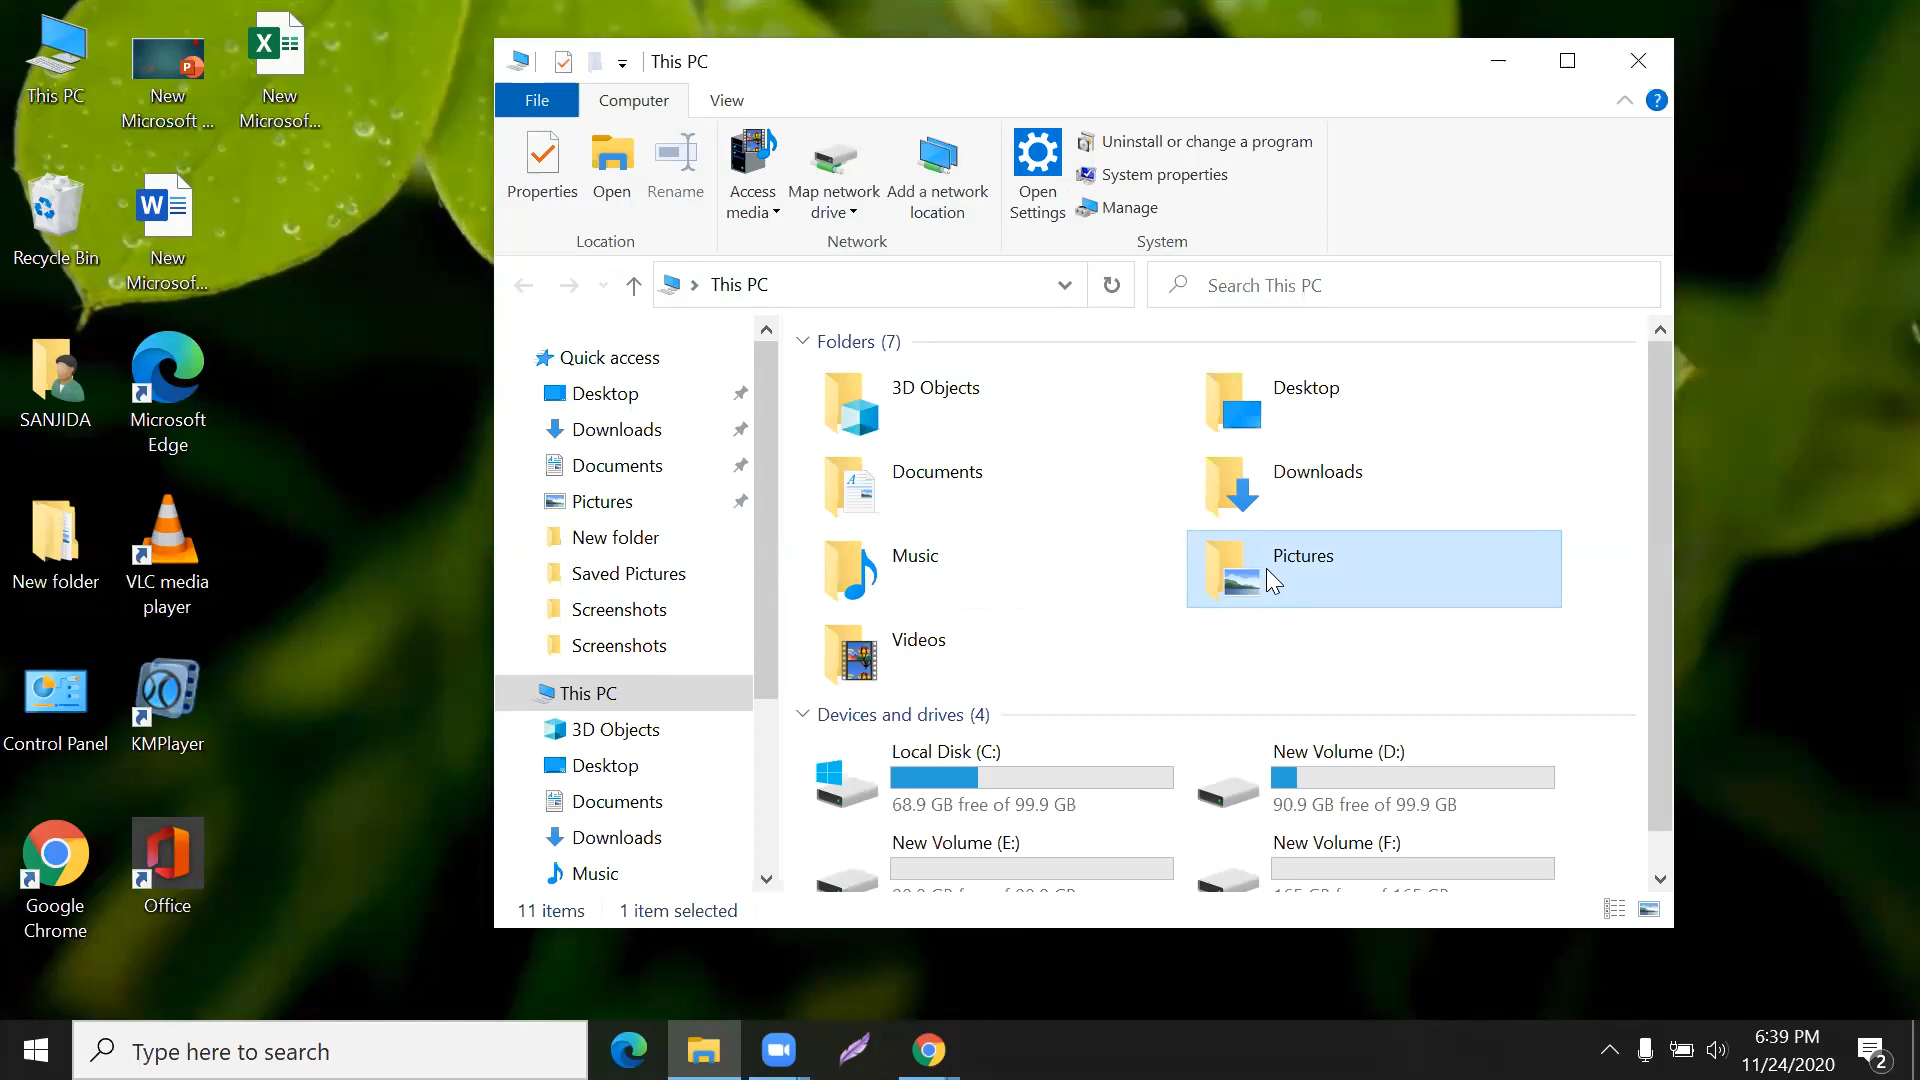 This PC
New
Microsoft ...
New
Microsof...
Recycle Bin
New
Microsof...
SANJIDA
Microsoft
Edge
New folder
VLC media
player
Control Panel
KMPlayer
Google
Chrome
Office
This PC
File
Computer
View
?
Properties
Open
Rename
Location
Access
media
Map network
drive
Add a network
location
Network
Open
Settings
Uninstall or change a program
System properties
Manage
System
This PC
Search This PC
Quick access
Desktop
Downloads
Documents
Pictures
New folder
Saved Pictures
Screenshots
Screenshots
This PC
3D Objects
Desktop
Documents
Downloads
Music
Folders (7)
3D Objects
Desktop
Documents
Downloads
Music
Pictures
Videos
Devices and drives (4)
Local Disk (C:)
68.9 GB free of 99.9 GB
New Volume (D:)
90.9 GB free of 99.9 GB
New Volume (E:)
New Volume (F:)
11 items
1 item selected
Type here to search
6:39 PM
11/24/2020
2